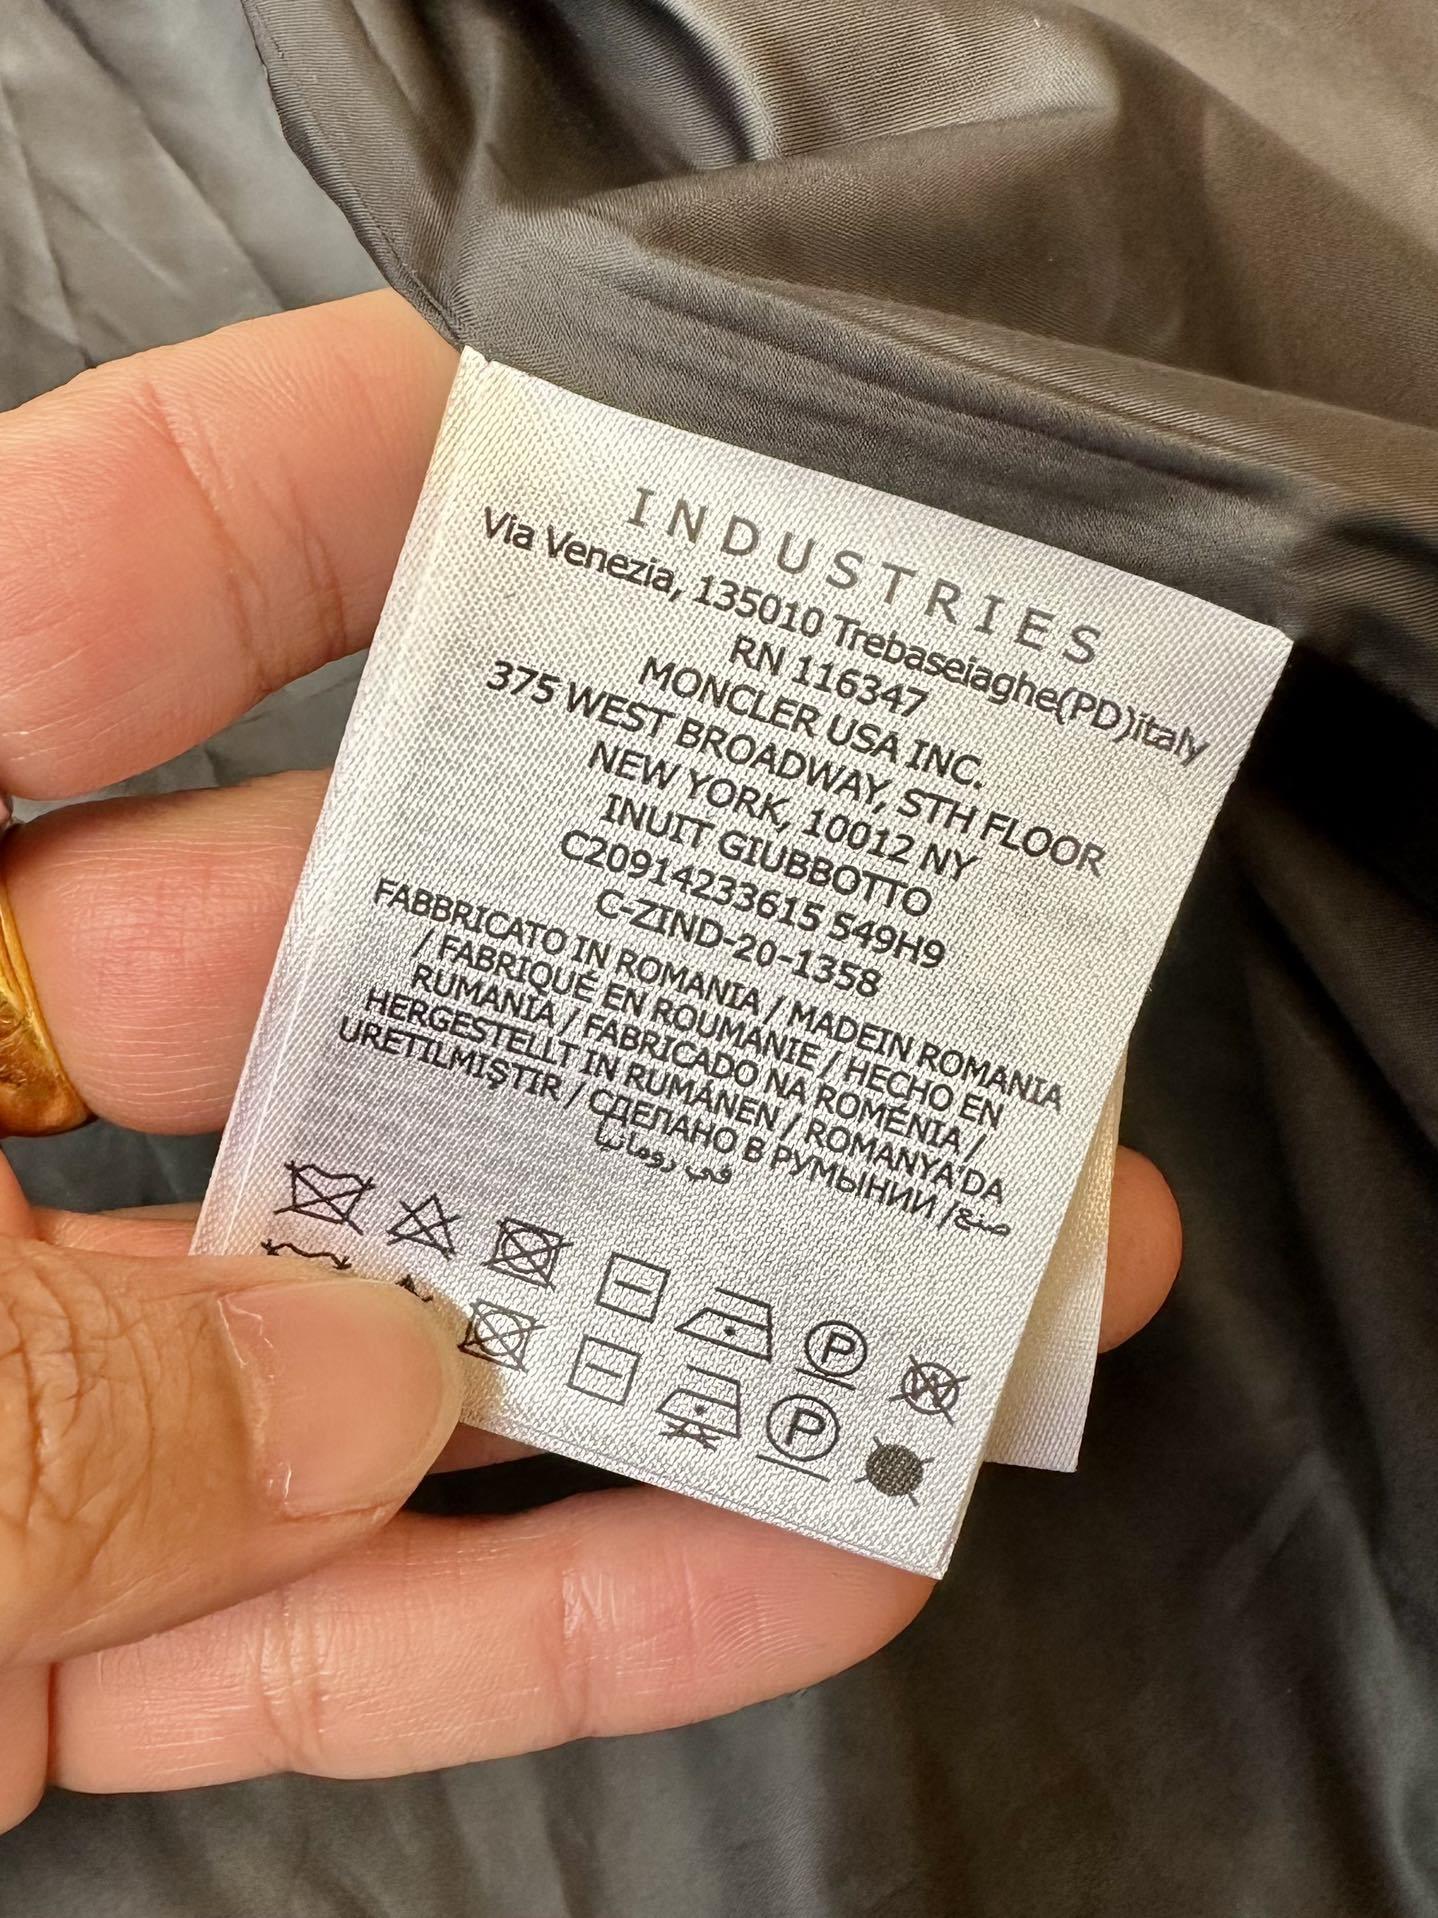 INDUSTRIES
Via Venezia, 135010 Trebaseiaghe(PD)italy
RN 116347
MONCLER USA INC.
375 WEST BROADWAY, STH FLOOR
NEW YORK, 10012 NY
INUIT GIUBBOTTO
C20914233615 549H9
C-ZIND-20-1358
FABBRICATO IN ROMANIA / MADEIN ROMANIA
/ FABRIQUÉ EN ROUMANIE / HECHO EN
RUMANIA / FABRICADO NA ROMÉNIA /
HERGESTELLT IN RUMÁNEN / ROMANYA'DA
URETILMIŞTIR / СДЕЛАНО В РУМЫНИИ / صنع
في رومانيا
P W
P